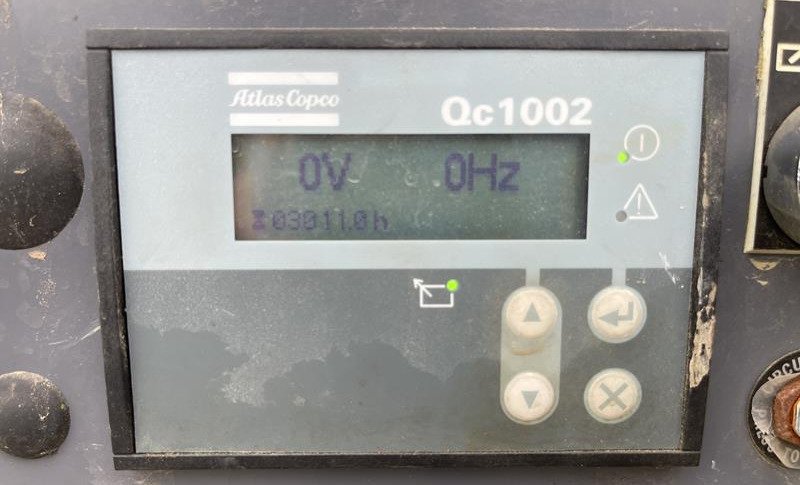 Atlas Copco
Qc1002
0V 0Hz
03011.0h